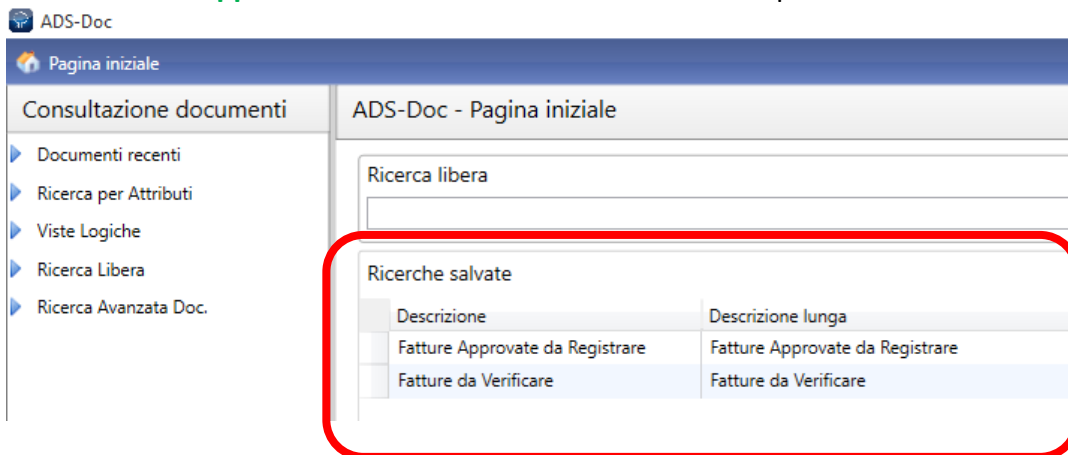 ADS-Doc
Pagina iniziale
Consultazione documenti
Documenti recenti
Ricerca per Attributi
Viste Logiche
Ricerca Libera
Ricerca Avanzata Doc.
ADS-Doc - Pagina iniziale
Ricerca libera
Ricerche salvate
Descrizione Descrizione lunga
Fatture Approvate da Registrare Fatture Approvate da Registrare
Fatture da Verificare Fatture da Verificare